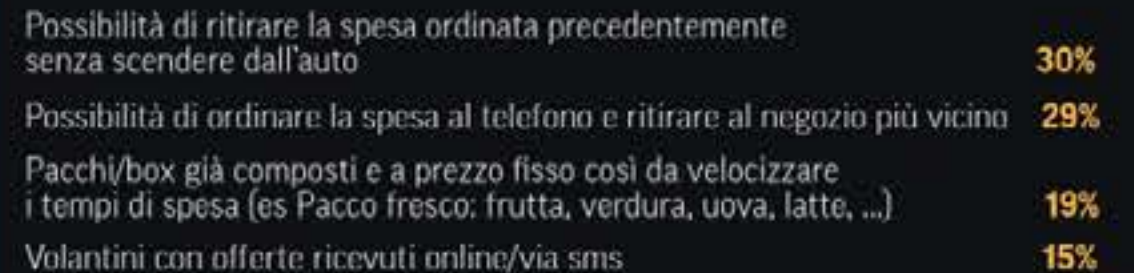 Possibilità di ritirare la spesa ordinata precedentemente
senza scendere dall'auto 30%
Possibilità di ordinare la spesa al telefono e ritirare al negozio più vicino 29%
Pacchi/box già composti e a prezzo fisso così da velocizzare
i tempi di spesa (es Pacco fresco: frutta, verdura, uova, latte, ...) 19%
Volantini con offerte ricevuti online/via sms 15%